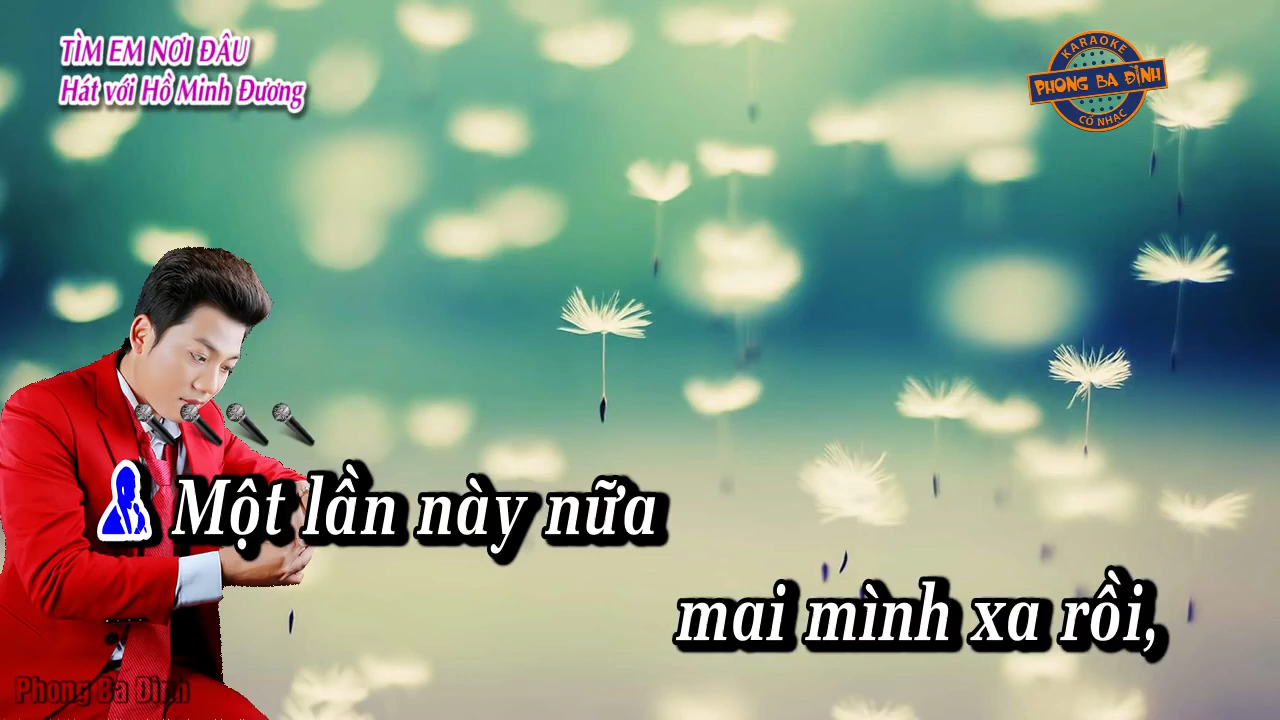 TÌM EM NƠI ĐÂU
Hát với Hồ Minh Đương
KARAOKE
PHONG BA ĐÌNH
CỔ NHẠC
Một lần này nữa
mai mình xa rồi,
Phong Ba Đình